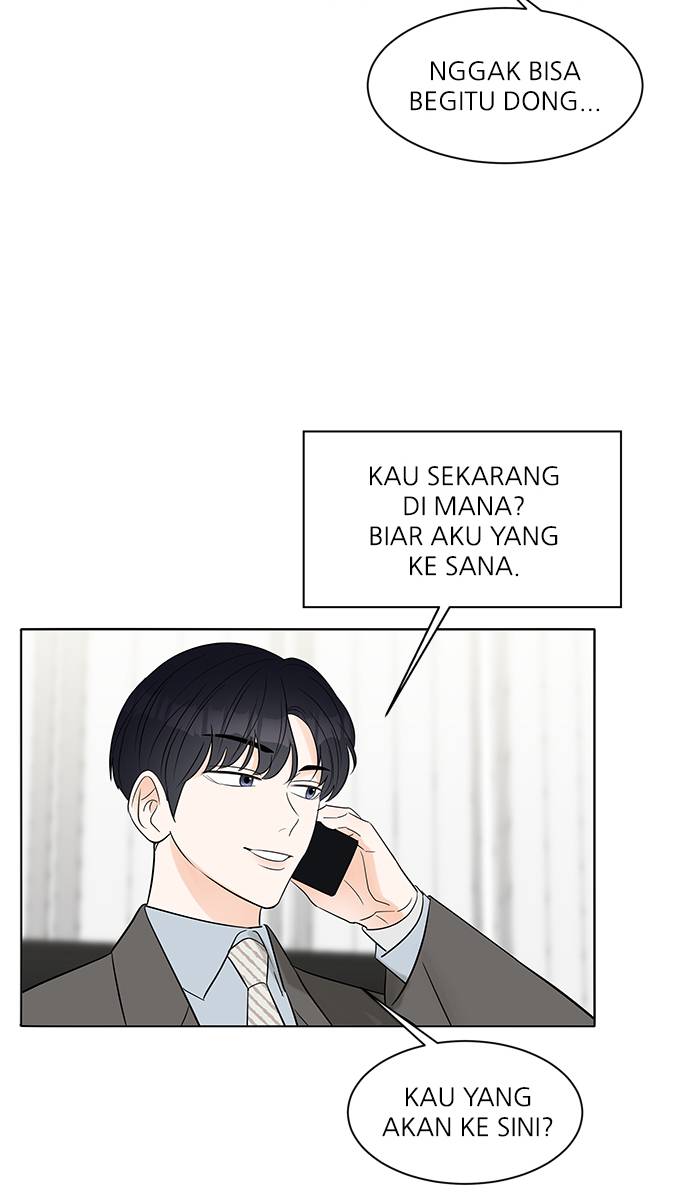 NGGAK BISA
BEGITU DONG...
KAU SEKARANG
DI MANA?
BIAR AKU YANG
KE SANA.
KAU YANG
AKAN KE SINI?